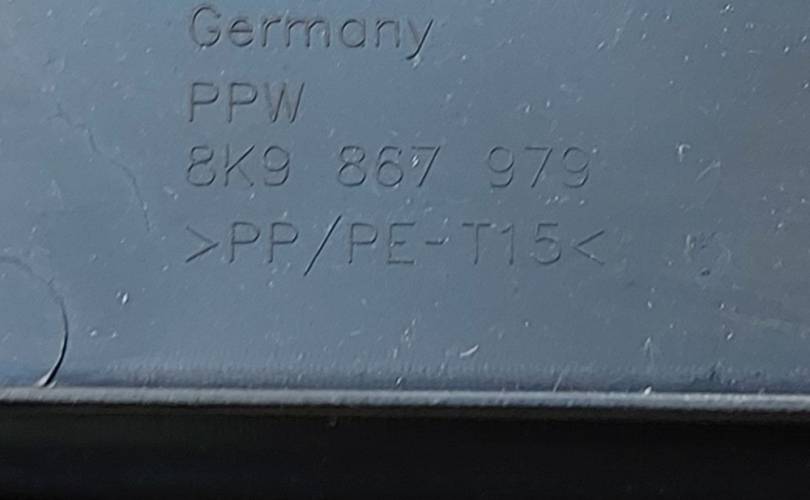 Germany
PPW
8K9 867 979
>PP/PE-T15<